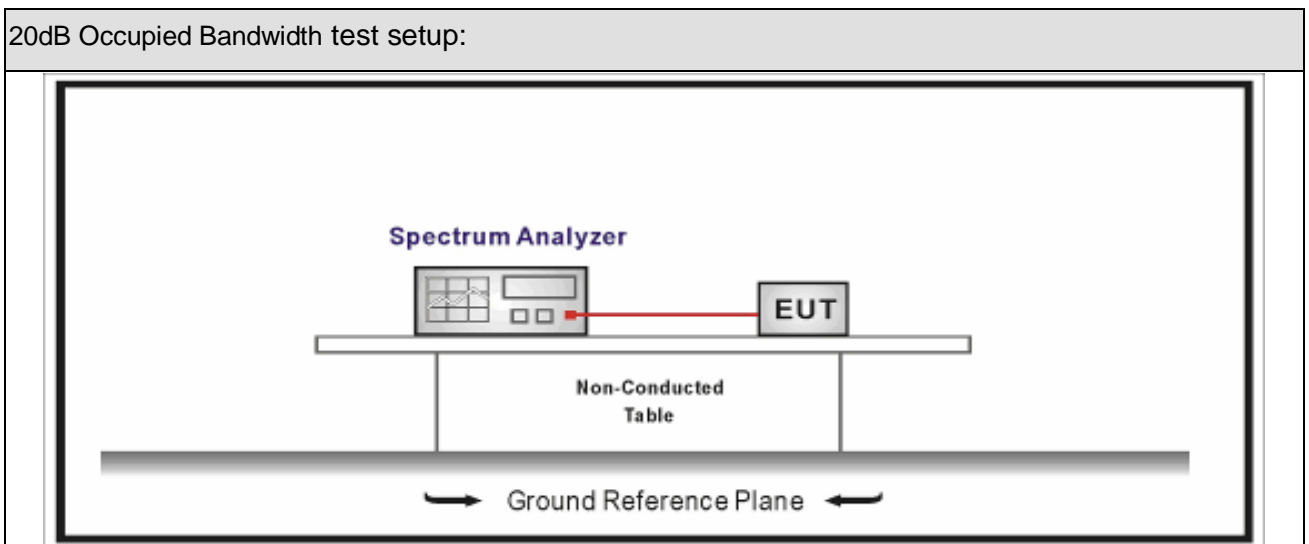 20dB Occupied Bandwidth test setup:
Spectrum Analyzer
EUT
Non-Conducted
Table
Ground Reference Plane